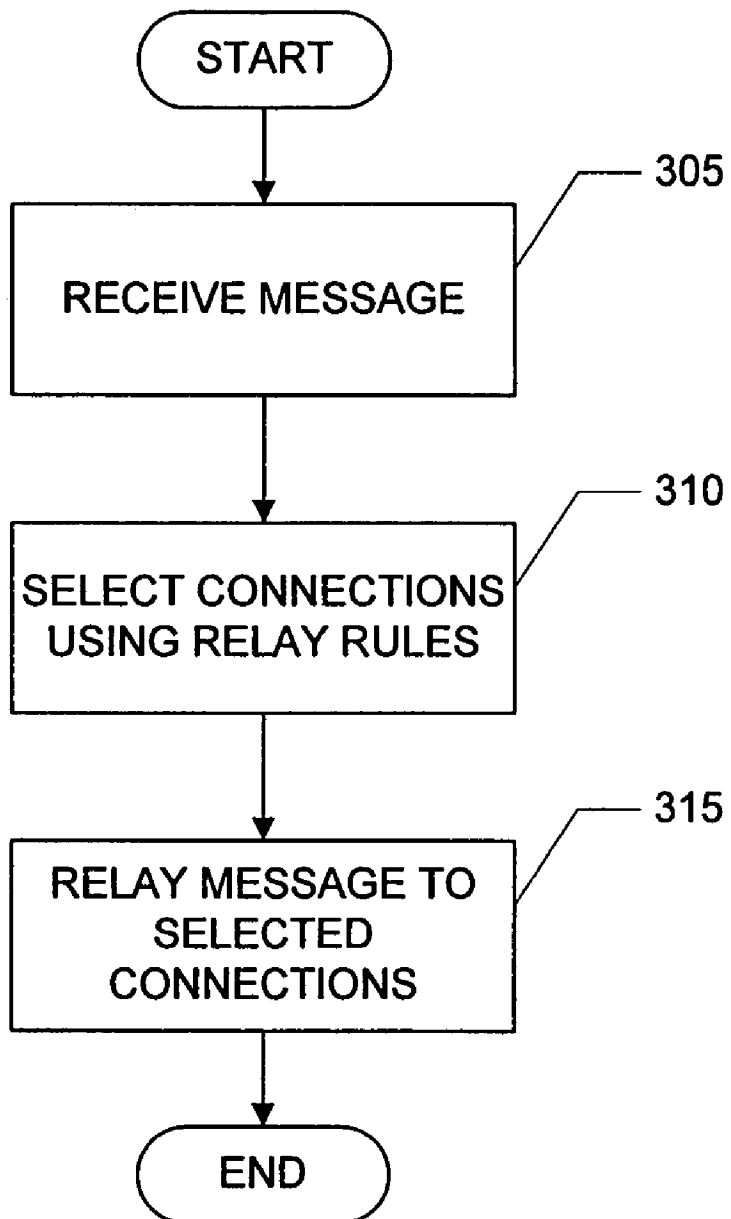 START
305
RECEIVE MESSAGE
310
SELECT CONNECTIONS
USING RELAY RULES
315
RELAY MESSAGE TO
SELECTED
CONNECTIONS
END